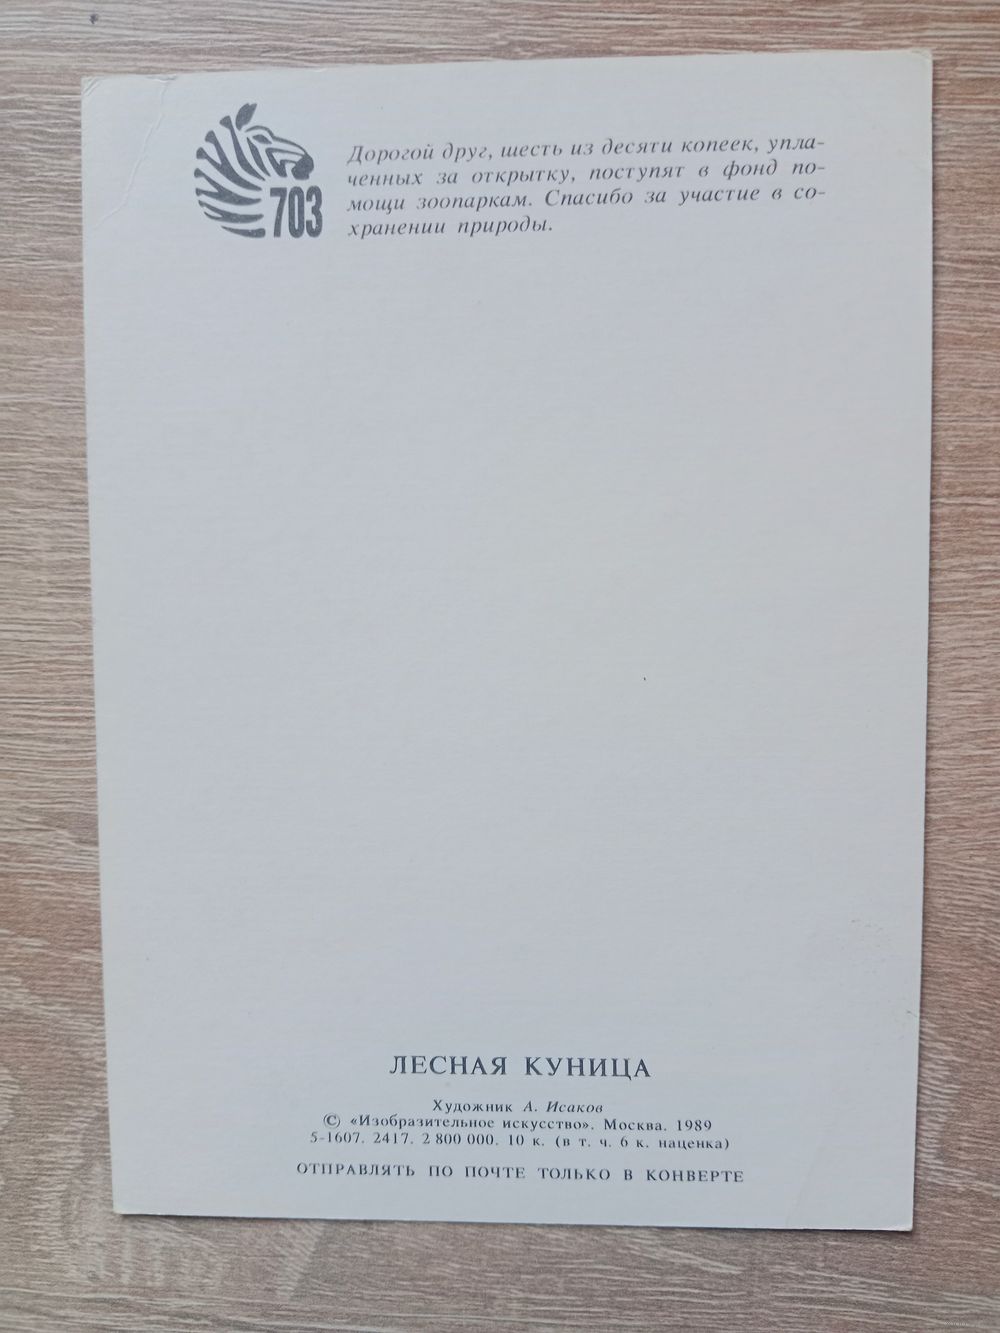 703
Дорогой друг, шесть из десяти копеек, упла-
ченных за открытку, поступят в фонд по-
мощи зоопаркам. Спасибо за участие в со-
хранении природы.
ЛЕСНАЯ КУНИЦА
Художник А. Исаков
© «Изобразительное искусство». Москва. 1989
5-1607. 2417. 2 800 000. 10 к. (в т. ч. 6 к. наценка)
ОТПРАВЛЯТЬ ПО ПОЧТЕ ТОЛЬКО В КОНВЕРТЕ